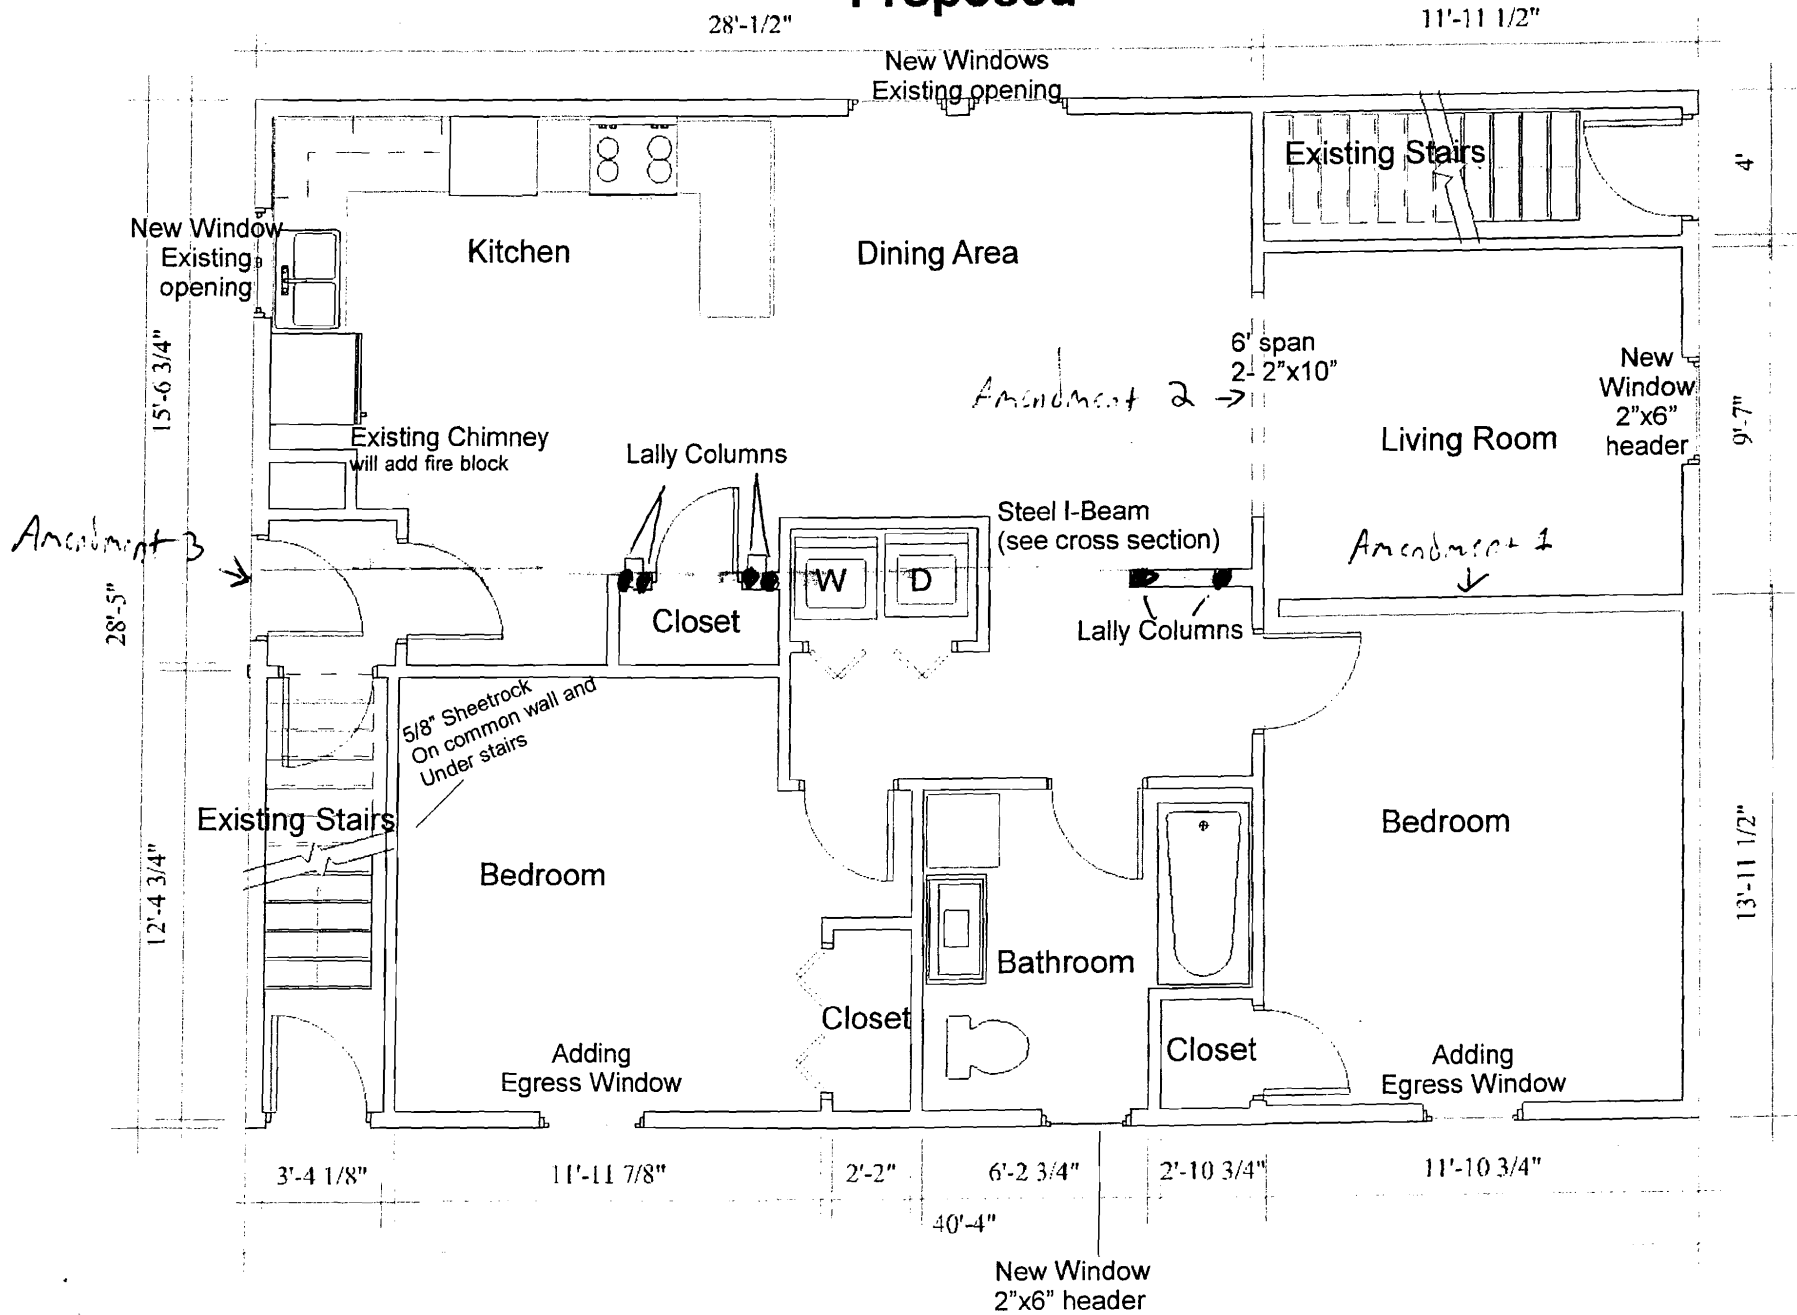 Proposed
28'-1/2"
11'-11 1/2"
New Windows
Existing opening
Existing Stairs
4'
New Window
Existing
opening
Kitchen
Dining Area
15'-6 3/4"
6' span
2- 2"x10"
Amendment 2
New
Window
2"x6"
header
9'-7"
Living Room
Existing Chimney
will add fire block
Lally Columns
Steel I-Beam
(see cross section)
Amendment 1
Amendment 3
28'-5"
W
D
Closet
Lally Columns
5/8" Sheetrock
On common wall and
Under stairs
Existing Stairs
12'-4 3/4"
Bedroom
Bedroom
13'-11 1/2"
Bathroom
Closet
Closet
Adding
Egress Window
Adding
Egress Window
3'-4 1/8"
11'-11 7/8"
2'-2"
6'-2 3/4"
2'-10 3/4"
11'-10 3/4"
40'-4"
New Window
2"x6" header